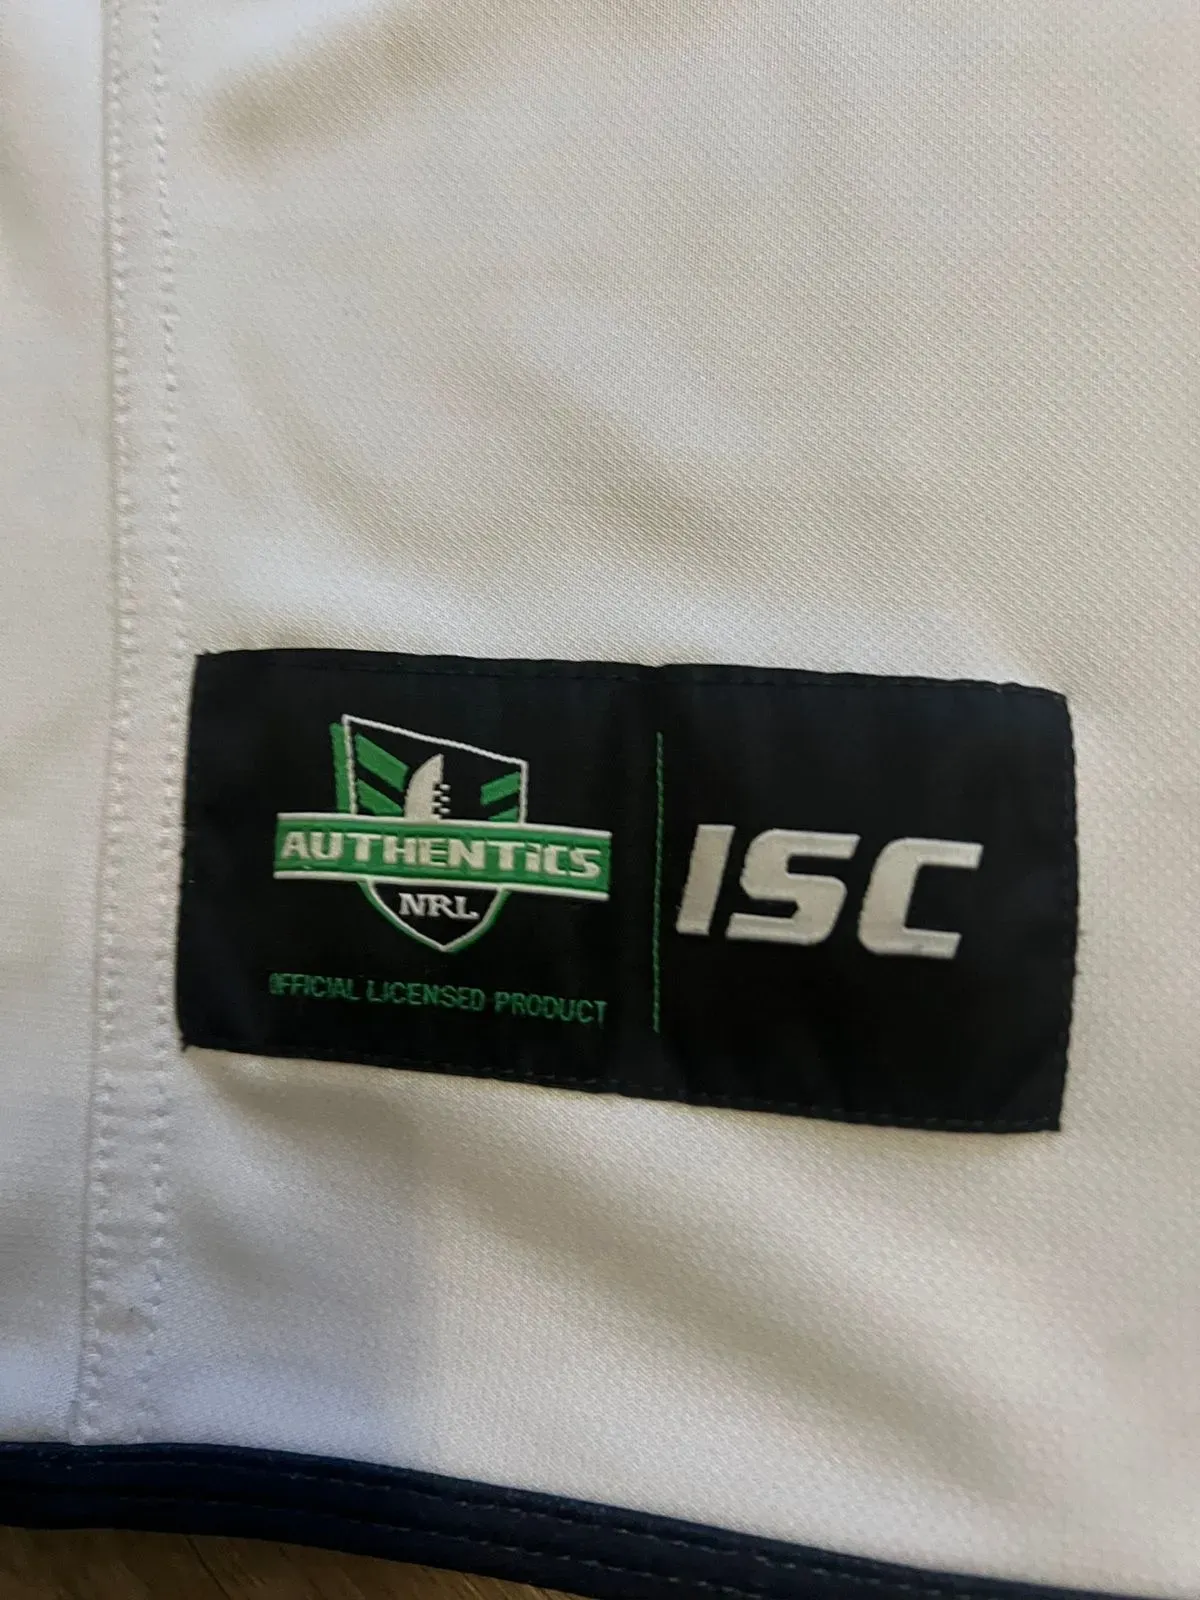 AUTHENTiCS
NRL
OFFICIAL LICENSED PRODUCT
ISC